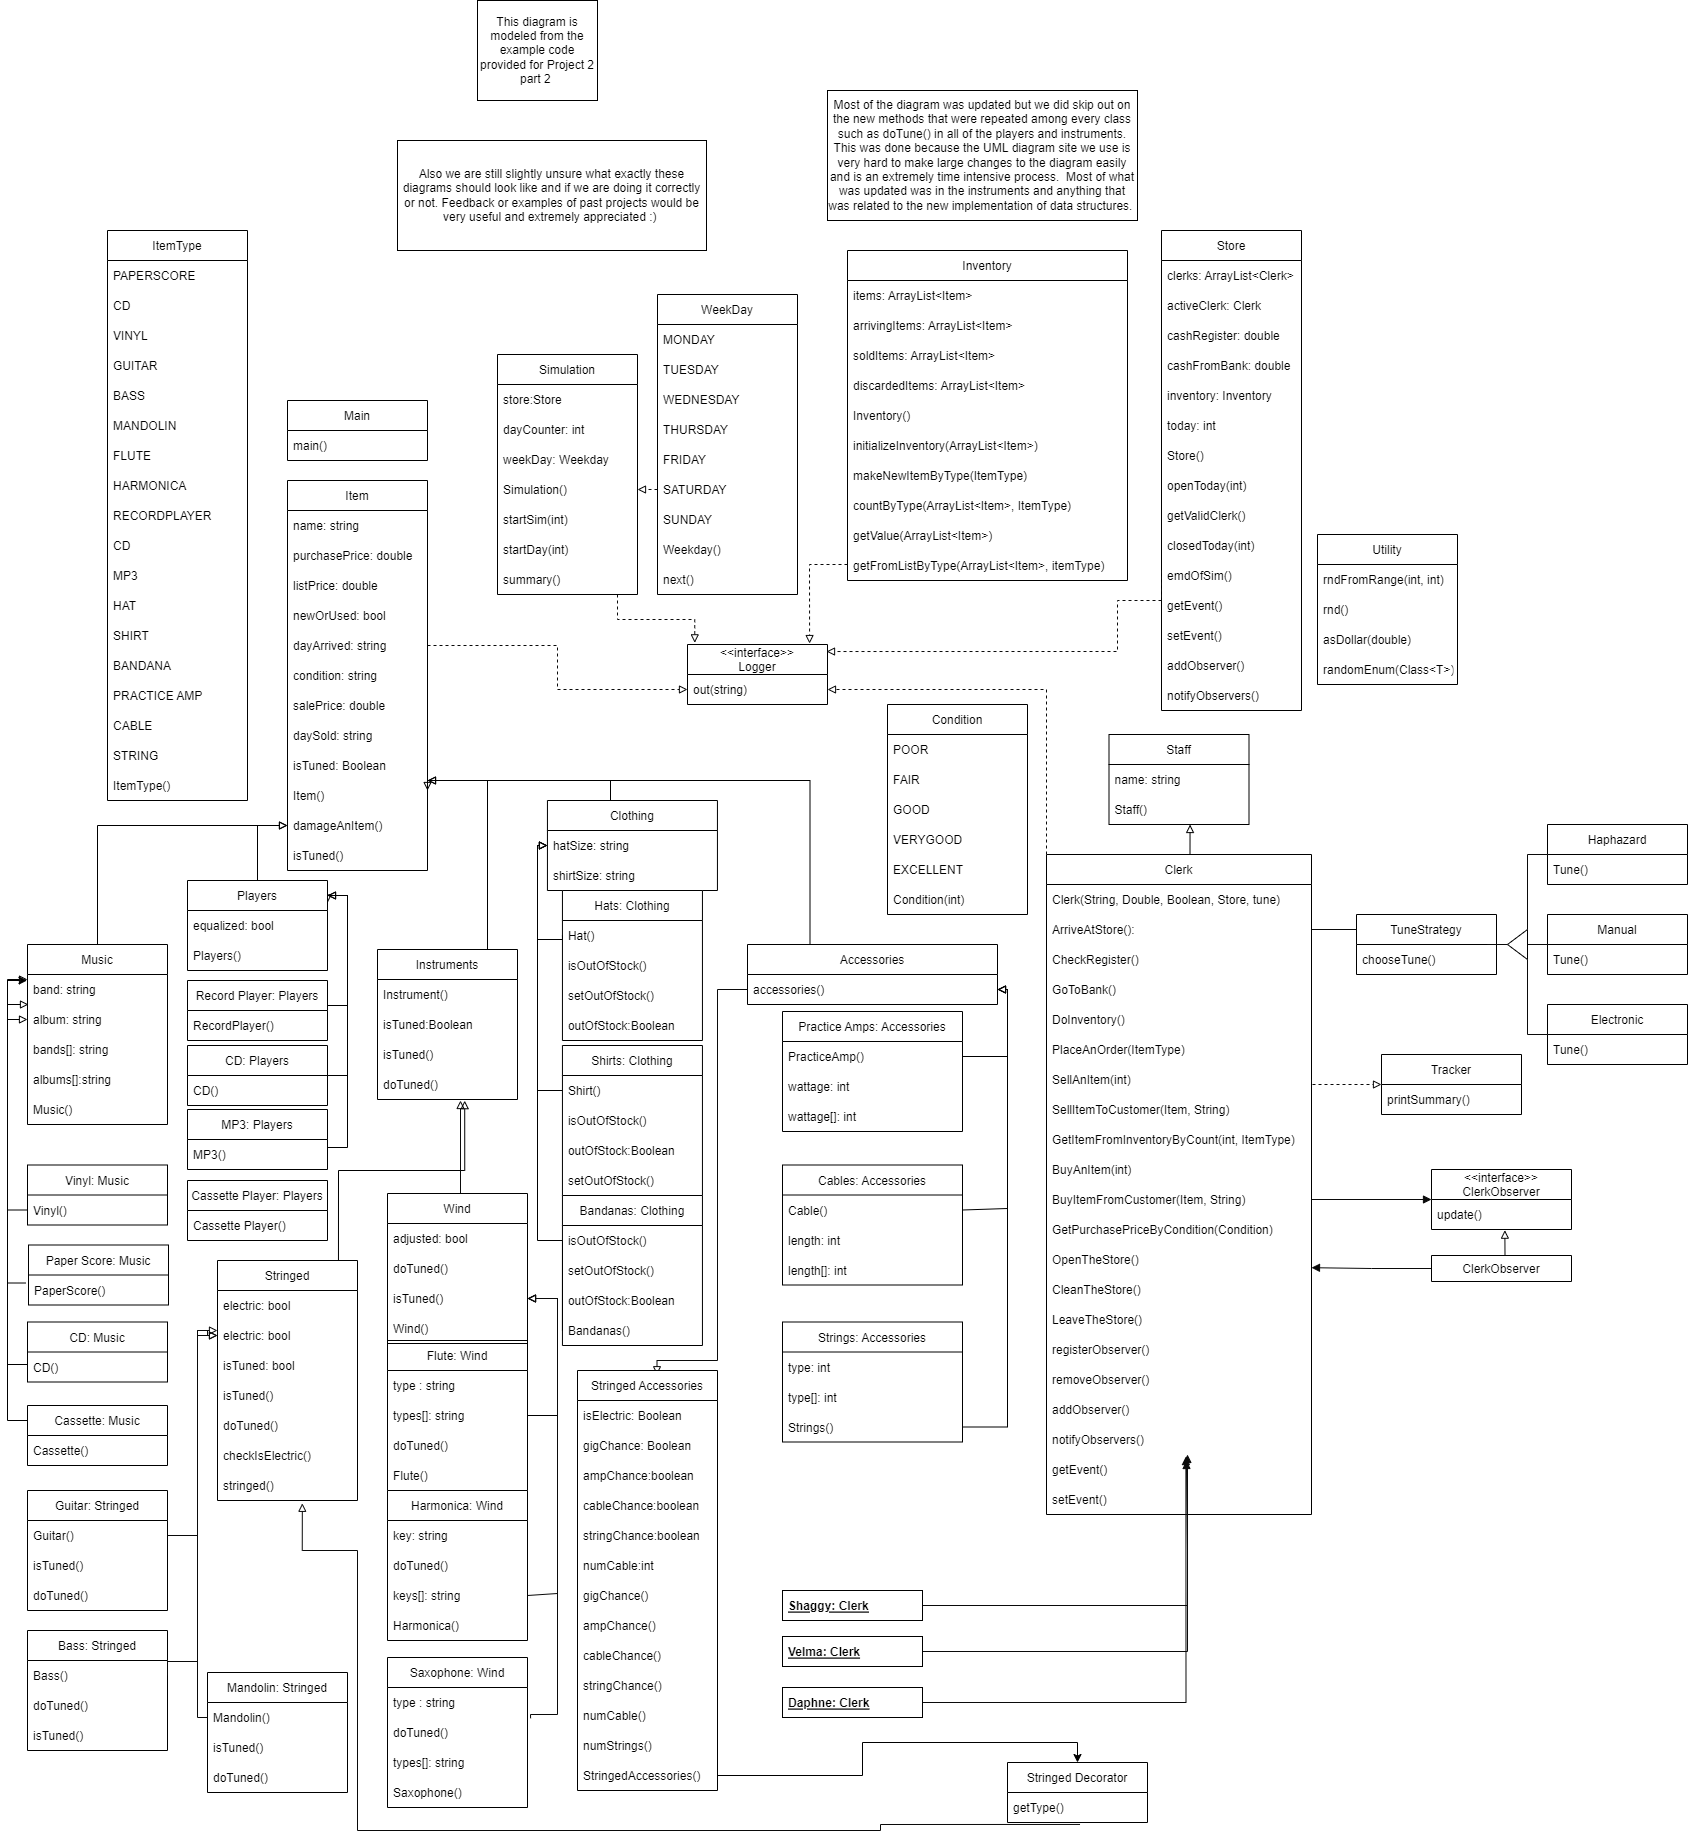 This diagram is
modeled from the
example code
provided for Project 2
part 2
Most of the diagram was updated but we did skip out on
the new methods that were repeated among every class
such as doTune() in all of the players and instruments.
This was done because the UML diagram site we use is
very hard to make large changes to the diagram easily
and is an extremely time intensive process.  Most of what
was updated was in the instruments and anything that
was related to the new implementation of data structures.
Also we are still slightly unsure what exactly these
diagrams should look like and if we are doing it correctly
or not. Feedback or examples of past projects would be
very useful and extremely appreciated :)
ItemType
PAPERSCORE
CD
VINYL
GUITAR
BASS
MANDOLIN
FLUTE
HARMONICA
RECORDPLAYER
CD
MP3
HAT
SHIRT
BANDANA
PRACTICE AMP
CABLE
STRING
ItemType()
Main
main()
Item
name: string
purchasePrice: double
listPrice: double
newOrUsed: bool
dayArrived: string
condition: string
salePrice: double
daySold: string
isTuned: Boolean
Item()
damageAnItem()
isTuned()
Simulation
store:Store
dayCounter: int
weekDay: Weekday
Simulation()
startSim(int)
startDay(int)
summary()
WeekDay
MONDAY
TUESDAY
WEDNESDAY
THURSDAY
FRIDAY
SATURDAY
SUNDAY
Weekday()
next()
Inventory
items: ArrayList<Item>
arrivingItems: ArrayList<Item>
soldItems: ArrayList<Item>
discardedItems: ArrayList<Item>
Inventory()
initializeInventory(ArrayList<Item>)
makeNewItemByType(ItemType)
countByType(ArrayList<Item>, ItemType)
getValue(ArrayList<Item>)
getFromListByType(ArrayList<Item>, itemType)
Store
clerks: ArrayList<Clerk>
activeClerk: Clerk
cashRegister: double
cashFromBank: double
inventory: Inventory
today: int
Store()
openToday(int)
getValidClerk()
closedToday(int)
emdOfSim()
getEvent()
setEvent()
addObserver()
notifyObservers()
Utility
rndFromRange(int, int)
rnd()
asDollar(double)
randomEnum(Class<T>)
<<interface>>
Logger
out(string)
Condition
POOR
FAIR
GOOD
VERYGOOD
EXCELLENT
Condition(int)
Staff
name: string
Staff()
Clerk
Clerk(String, Double, Boolean, Store, tune)
ArriveAtStore():
CheckRegister()
GoToBank()
DoInventory()
PlaceAnOrder(ItemType)
SellAnItem(int)
SellItemToCustomer(Item, String)
GetItemFromInventoryByCount(int, ItemType)
BuyAnItem(int)
BuyItemFromCustomer(Item, String)
GetPurchasePriceByCondition(Condition)
OpenTheStore()
CleanTheStore()
LeaveTheStore()
registerObserver()
removeObserver()
addObserver()
notifyObservers()
getEvent()
setEvent()
TuneStrategy
chooseTune()
Haphazard
Tune()
Manual
Tune()
Electronic
Tune()
Tracker
printSummary()
<<interface>>
ClerkObserver
update()
ClerkObserver
Players
equalized: bool
Players()
Record Player: Players
RecordPlayer()
CD: Players
CD()
MP3: Players
MP3()
Cassette Player: Players
Cassette Player()
Music
band: string
album: string
bands[]: string
albums[]:string
Music()
Vinyl: Music
Vinyl()
Paper Score: Music
PaperScore()
CD: Music
CD()
Cassette: Music
Cassette()
Guitar: Stringed
Guitar()
isTuned()
doTuned()
Bass: Stringed
Bass()
doTuned()
isTuned()
Mandolin: Stringed
Mandolin()
isTuned()
doTuned()
Stringed
electric: bool
electric: bool
isTuned: bool
isTuned()
doTuned()
checkIsElectric()
stringed()
Instruments
Instrument()
isTuned:Boolean
isTuned()
doTuned()
Wind
adjusted: bool
doTuned()
isTuned()
Wind()
Flute: Wind
type : string
types[]: string
doTuned()
Flute()
Harmonica: Wind
key: string
doTuned()
keys[]: string
Harmonica()
Saxophone: Wind
type : string
doTuned()
types[]: string
Saxophone()
Clothing
hatSize: string
shirtSize: string
Hats: Clothing
Hat()
isOutOfStock()
setOutOfStock()
outOfStock:Boolean
Shirts: Clothing
Shirt()
isOutOfStock()
outOfStock:Boolean
setOutOfStock()
Bandanas: Clothing
isOutOfStock()
setOutOfStock()
outOfStock:Boolean
Bandanas()
Stringed Accessories
isElectric: Boolean
gigChance: Boolean
ampChance:boolean
cableChance:boolean
stringChance:boolean
numCable:int
gigChance()
ampChance()
cableChance()
stringChance()
numCable()
numStrings()
StringedAccessories()
Accessories
accessories()
Practice Amps: Accessories
PracticeAmp()
wattage: int
wattage[]: int
Cables: Accessories
Cable()
length: int
length[]: int
Strings: Accessories
type: int
type[]: int
Strings()
Shaggy: Clerk
Velma: Clerk
Daphne: Clerk
Stringed Decorator
getType()